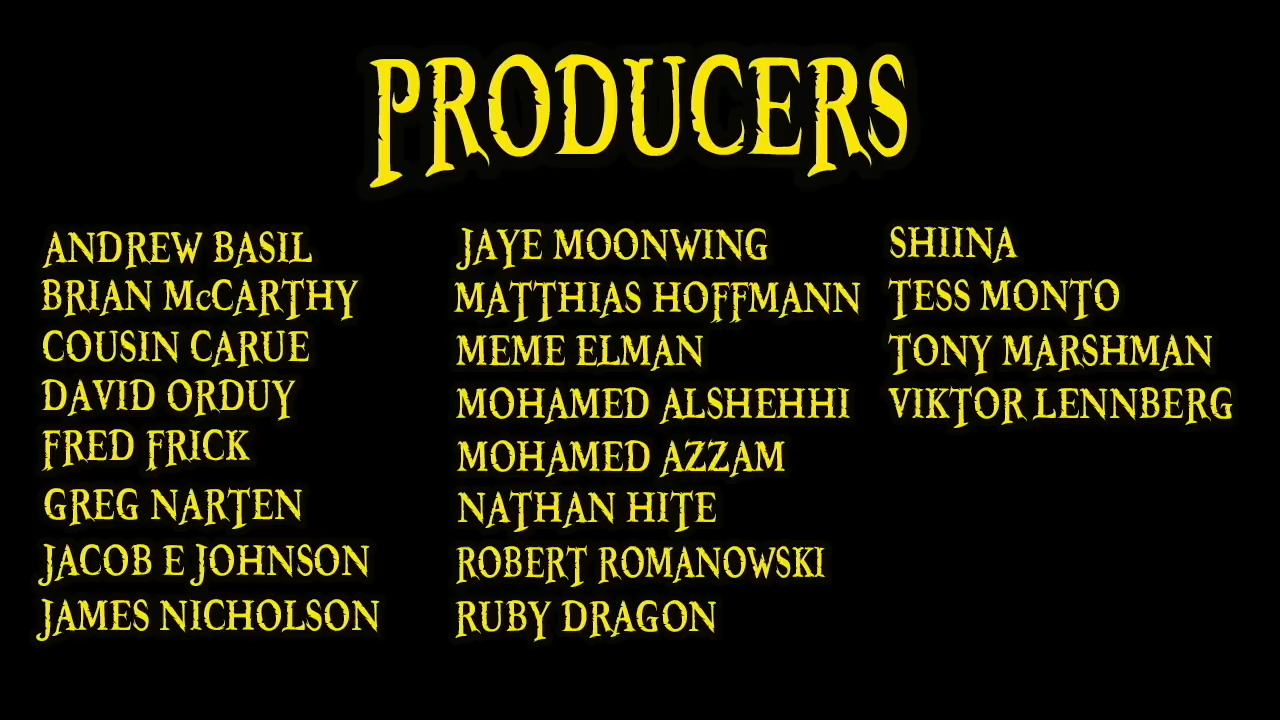 PRODUCERS
ANDREW BASIL
BRIAN McCARTHY
COUSIN CARUE
DAVID ORDUY
FRED FRICK
GREG NARTEN
JACOB E JOHNSON
JAMES NICHOLSON
JAYE MOONWING
MATTHIAS HOFFMANN
MEME ELMAN
MOHAMED ALSHEHHI
MOHAMED AZZAM
NATHAN HITE
ROBERT ROMANOWSKI
RUBY DRAGON
SHIINA
TESS MONTO
TONY MARSHMAN
VIKTOR LENNBERG